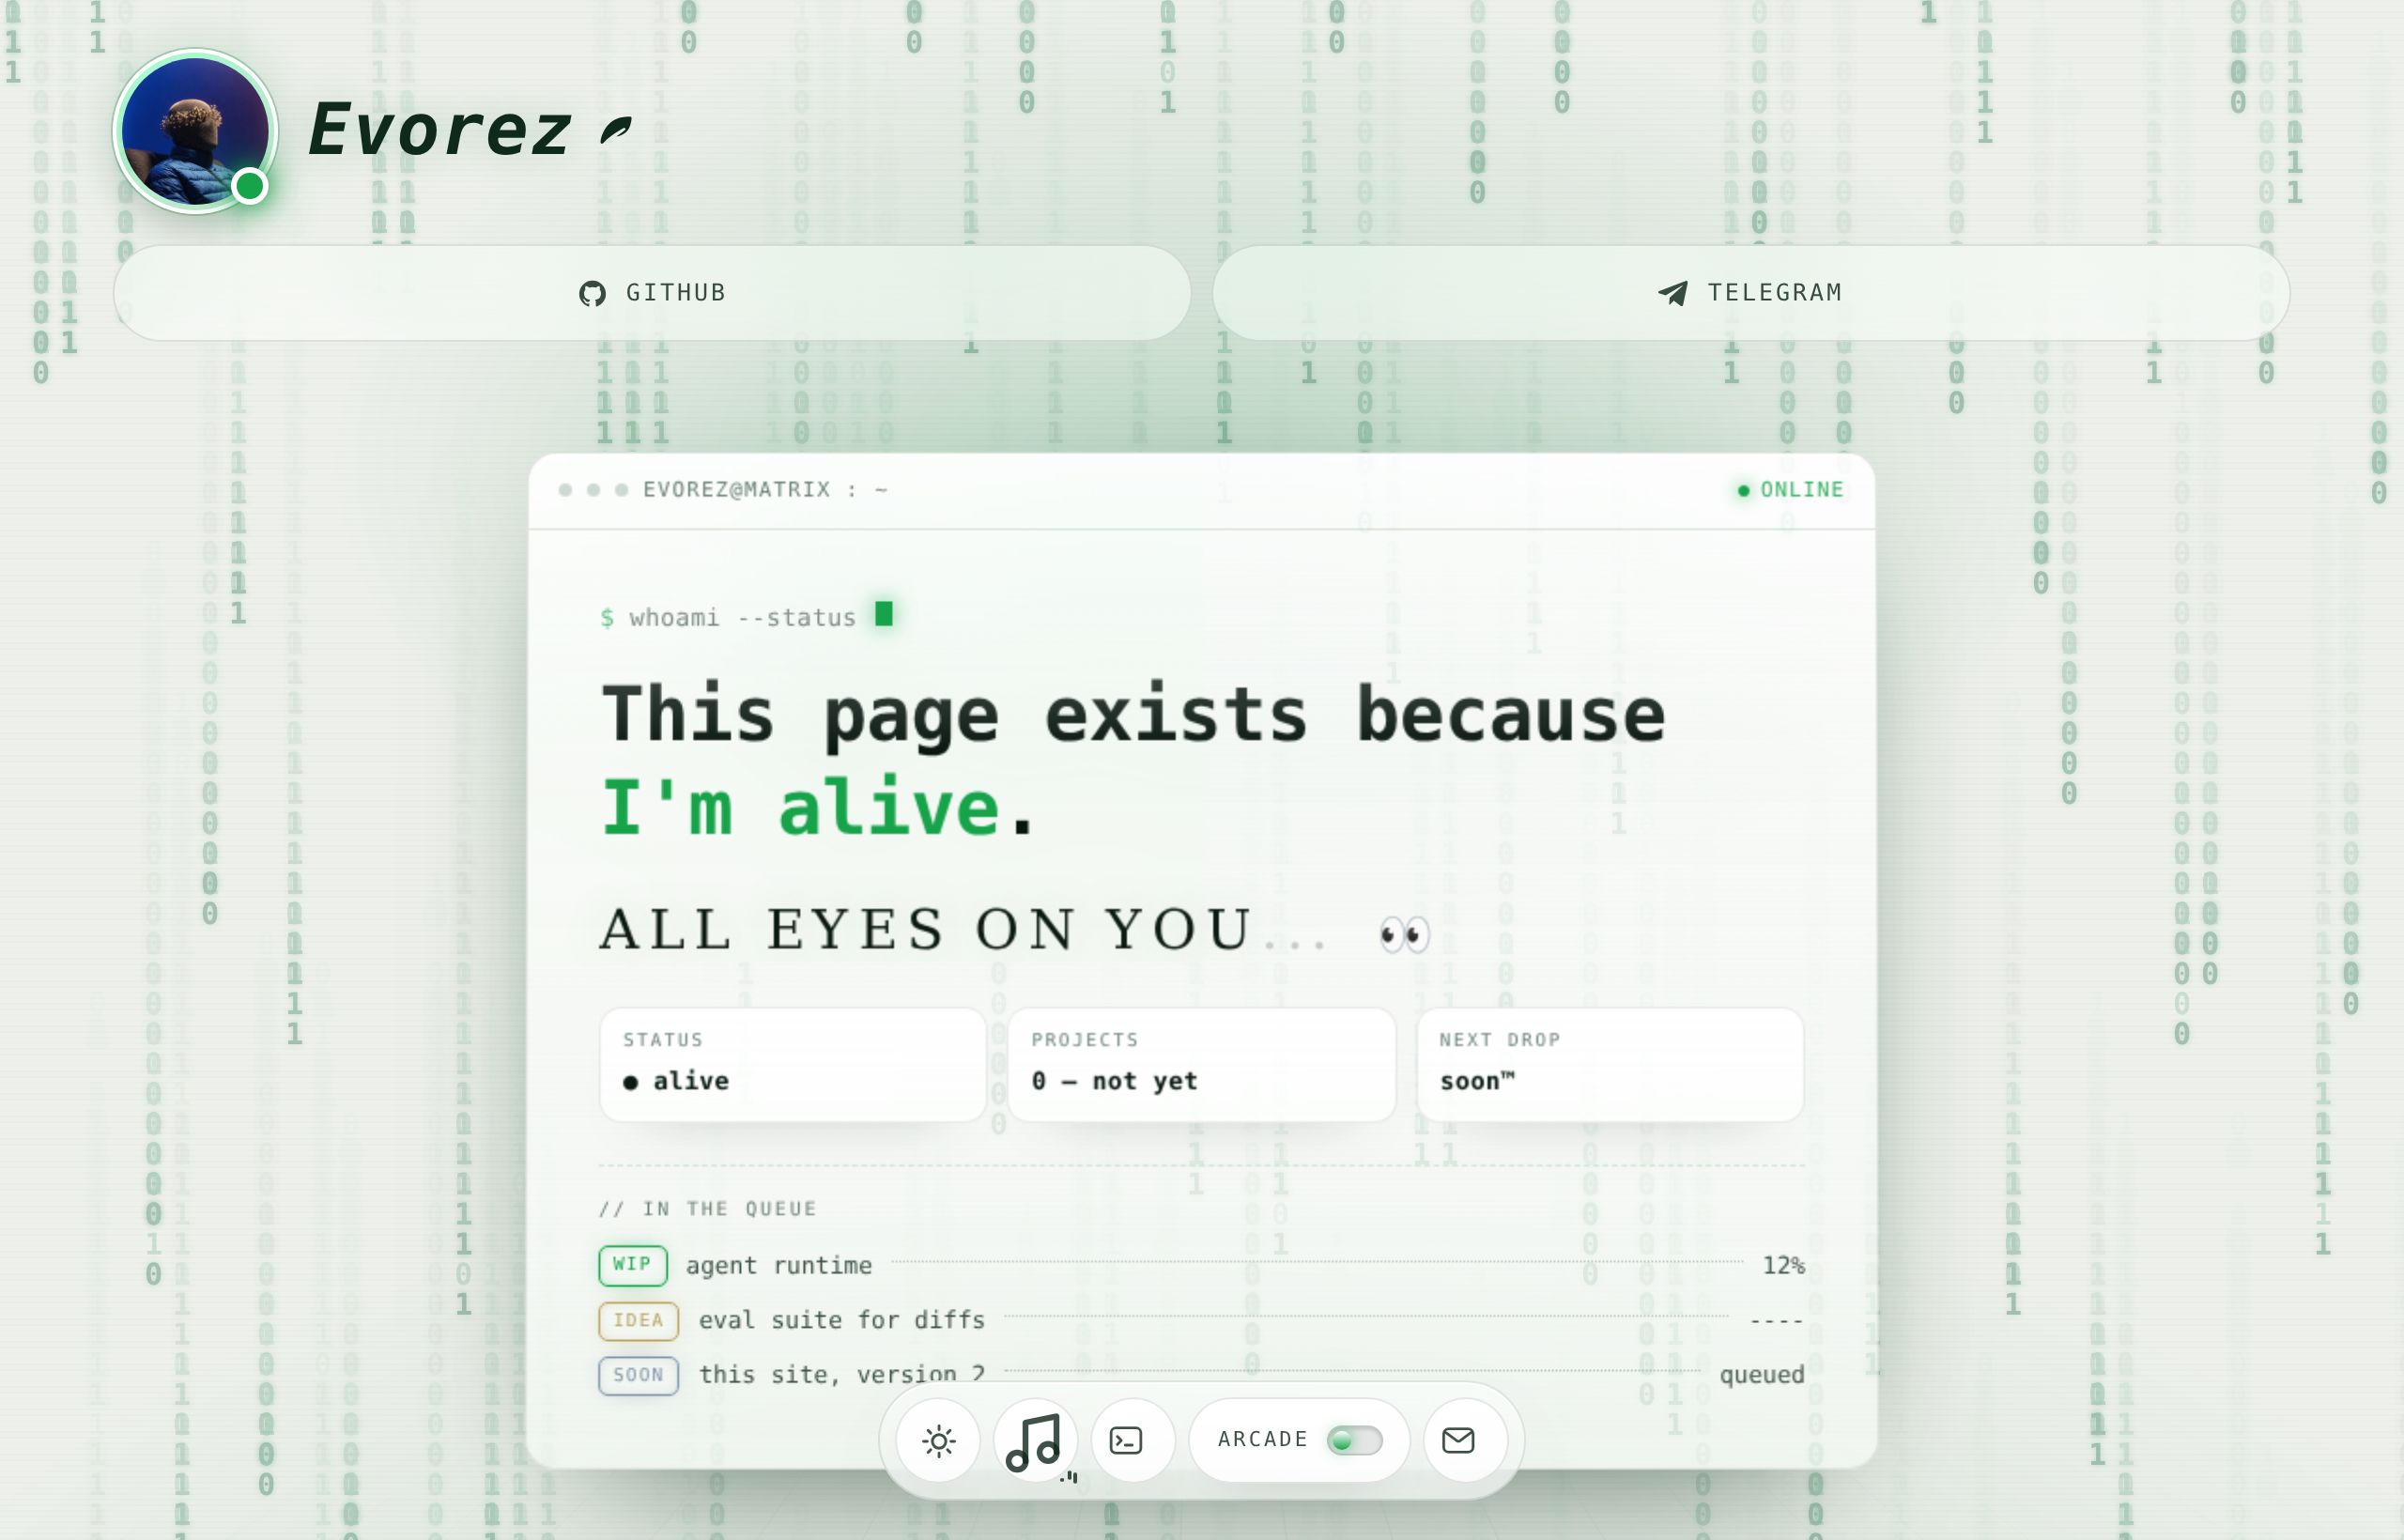 Evorez
GITHUB
TELEGRAM
EVOREZ@MATRIX : ~
ONLINE
$ whoami --status
This page exists because
I'm alive.
ALL EYES ON YOU... 👀
STATUS
● alive
PROJECTS
0 — not yet
NEXT DROP
soon™
// IN THE QUEUE
WIP agent runtime 12%
IDEA eval suite for diffs ----
SOON this site, version 2 queued
ARCADE